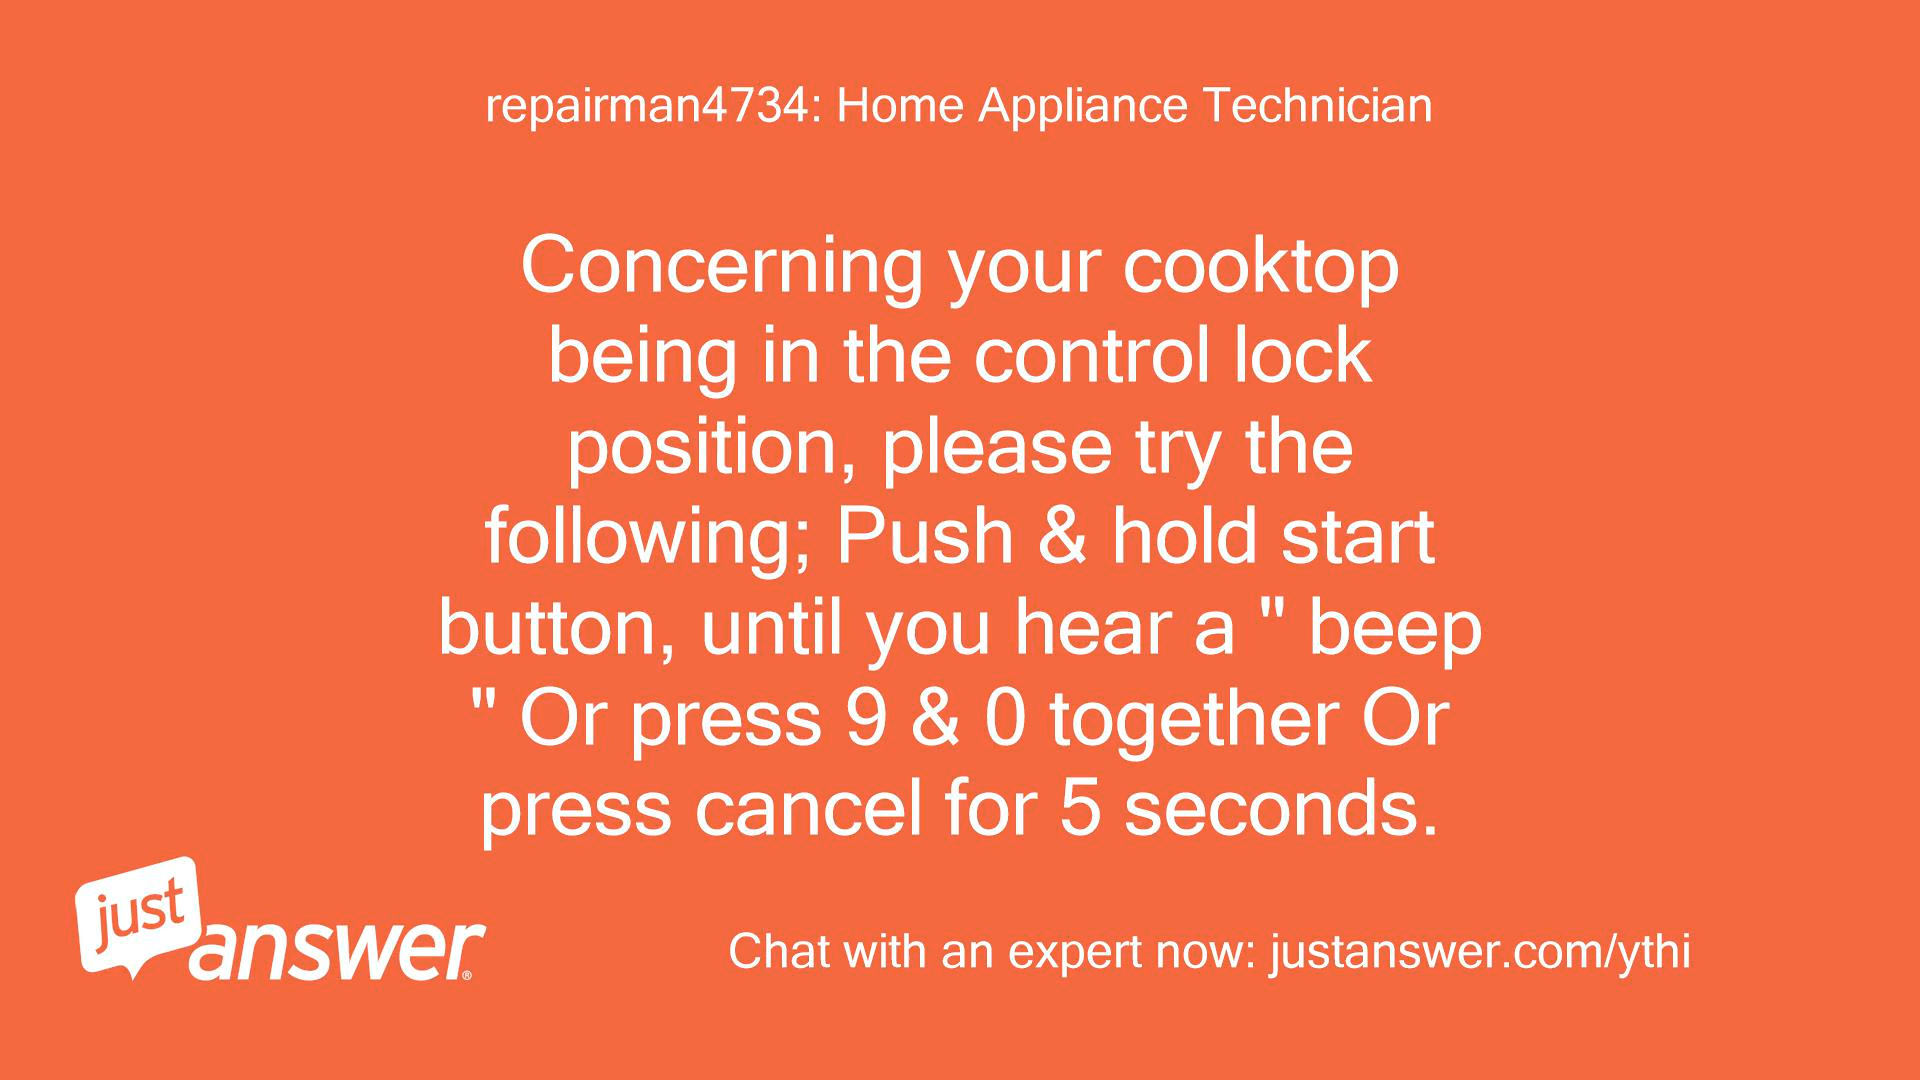 repairman4734: Home Appliance Technician
Concerning your cooktop
being in the control lock
position, please try the
following; Push & hold start
button, until you hear a " beep
" Or press 9 & 0 together Or
press cancel for 5 seconds.
just
answer®
Chat with an expert now: justanswer.com/ythi